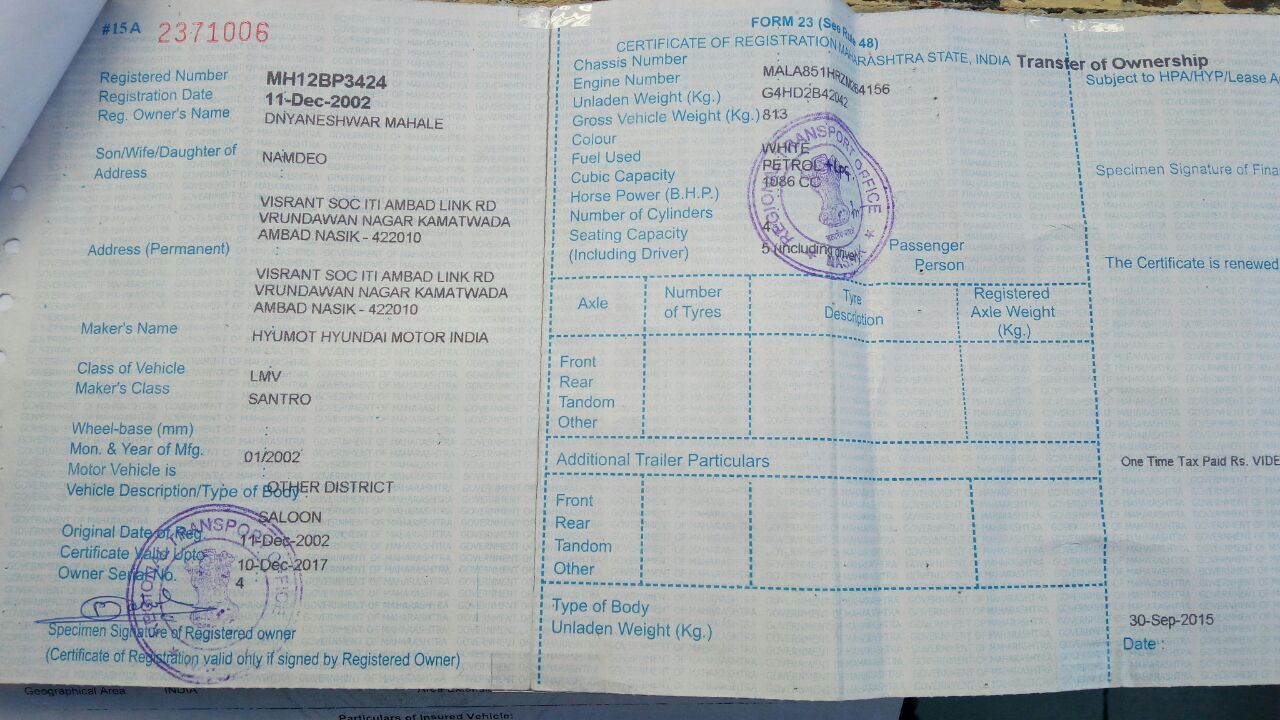 #15A 2371006
Registered Number MH12BP3424
Registration Date 11-Dec-2002
Reg. Owner's Name DNYANESHWAR MAHALE
Son/Wife/Daughter of NAMDEO
Address
VISRANT SOC ITI AMBAD LINK RD
VRUNDAWAN NAGAR KAMATWADA
AMBAD NASIK - 422010
Address (Permanent)
VISRANT SOC ITI AMBAD LINK RD
VRUNDAWAN NAGAR KAMATWADA
AMBAD NASIK - 422010
Maker's Name HYUMOT HYUNDAI MOTOR INDIA
Class of Vehicle LMV
Maker's Class SANTRO
Wheel-base (mm)
Mon. & Year of Mfg. 01/2002
Motor Vehicle is
Vehicle Description/Type of Body OTHER DISTRICT
SALOON
Original Date of Reg. 11-Dec-2002
Certificate Valid Upto 10-Dec-2017
Owner Serial No. 4
Specimen Signature of Registered owner
(Certificate of Registration valid only if signed by Registered Owner)
FORM 23 (See Rule 48)
CERTIFICATE OF REGISTRATION MAHARASHTRA STATE, INDIA
Chassis Number
Engine Number MALA851HR2M064156
Unladen Weight (Kg.) G4HD2B42042
Gross Vehicle Weight (Kg.) 813
Colour
Fuel Used WHITE
Cubic Capacity PETROL
Horse Power (B.H.P.) 1086 CC
Number of Cylinders
Seating Capacity 4
(Including Driver) 5 (including driver)
Passenger
Person
REGIONAL TRANSPORT OFFICE
Axle
Number of Tyres
Tyre Description
Registered Axle Weight (Kg.)
Front
Rear
Tandom
Other
Additional Trailer Particulars
Front
Rear
Tandom
Other
Type of Body
Unladen Weight (Kg.)
Transfer of Ownership
Subject to HPA/HYP/Lease A
Specimen Signature of Fina
The Certificate is renewed
One Time Tax Paid Rs. VIDE
30-Sep-2015
Date :
Geographical Area INDIA
Particulars of Insured Vehicle: